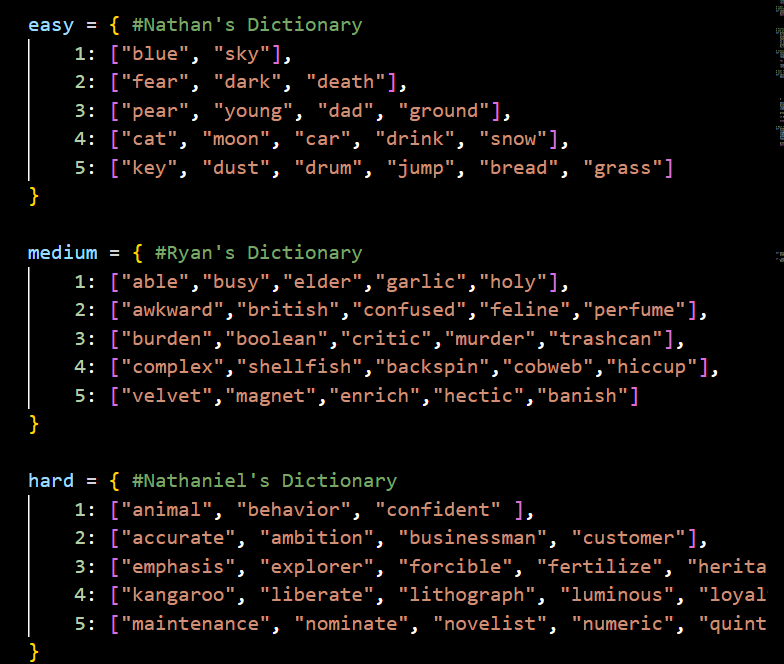 easy = { #Nathan's Dictionary
1: ["blue", "sky"],
2: ["fear", "dark", "death"],
3: ["pear", "young", "dad", "ground"],
4: ["cat", "moon", "car", "drink", "snow"],
5: ["key", "dust", "drum", "jump", "bread", "grass"]
}
medium = { #Ryan's Dictionary
1: ["able","busy","elder","garlic","holy"],
2: ["awkward","british","confused","feline","perfume"],
3: ["burden","boolean","critic","murder","trashcan"],
4: ["complex","shellfish","backspin","cobweb","hiccup"],
5: ["velvet","magnet","enrich","hectic","banish"]
}
hard = { #Nathaniel's Dictionary
1: ["animal", "behavior", "confident" ],
2: ["accurate", "ambition", "businessman", "customer"],
3: ["emphasis", "explorer", "forcible", "fertilize", "herita
4: ["kangaroo", "liberate", "lithograph", "luminous", "loyal
5: ["maintenance", "nominate", "novelist", "numeric", "quint
}